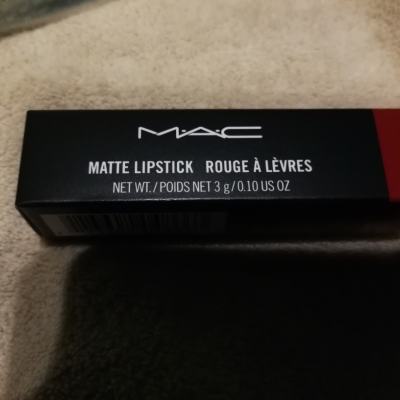 M·A·C
MATTE LIPSTICK ROUGE À LÈVRES
NET WT. / POIDS NET 3 g / 0.10 US OZ